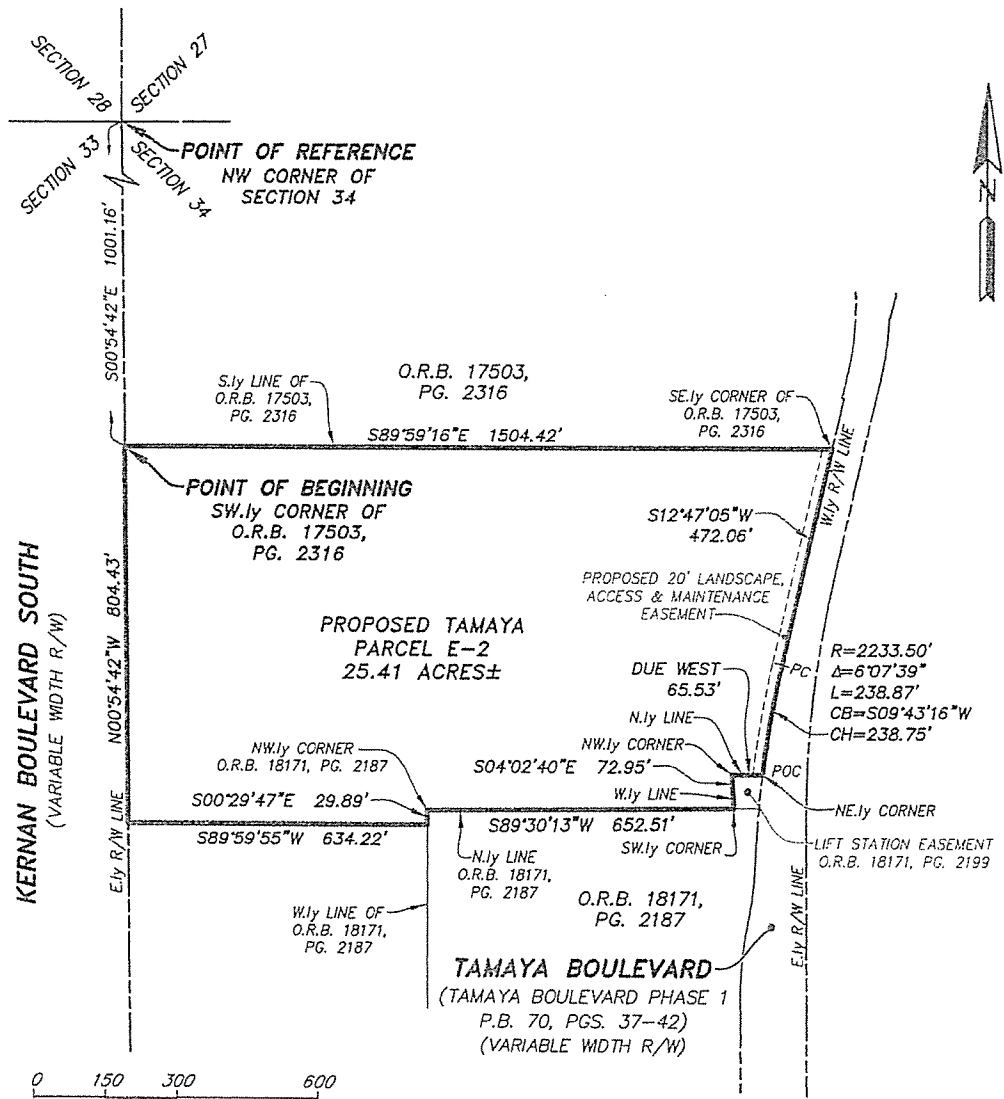 SECTION 28
SECTION 27
SECTION 33
SECTION 34
POINT OF REFERENCE
NW CORNER OF
SECTION 34
N
S00°54'42"E 1001.16'
S.ly LINE OF
O.R.B. 17503,
PG. 2316
O.R.B. 17503,
PG. 2316
SE.ly CORNER OF
O.R.B. 17503,
PG. 2316
S89°59'16"E 1504.42'
W.ly R/W LINE
POINT OF BEGINNING
SW.ly CORNER OF
O.R.B. 17503,
PG. 2316
S12°47'05"W
472.06'
PROPOSED 20' LANDSCAPE,
ACCESS & MAINTENANCE
EASEMENT
KERNAN BOULEVARD SOUTH
(VARIABLE WIDTH R/W)
N00°54'42"W 804.43'
PROPOSED TAMAYA
PARCEL E-2
25.41 ACRES±
PC
R=2233.50'
Δ=6°07'39"
L=238.87'
CB=S09°43'16"W
CH=238.75'
DUE WEST
65.53'
N.ly LINE
NW.ly CORNER
NW.ly CORNER
O.R.B. 18171, PG. 2187
S04°02'40"E 72.95'
W.ly LINE
POC
NE.ly CORNER
S00°29'47"E 29.89'
S89°59'55"W 634.22'
S89°30'13"W 652.51'
SW.ly CORNER
LIFT STATION EASEMENT
O.R.B. 18171, PG. 2199
E.ly R/W LINE
N.ly LINE
O.R.B. 18171,
PG. 2187
W.ly LINE OF
O.R.B. 18171,
PG. 2187
O.R.B. 18171,
PG. 2187
E.ly R/W LINE
TAMAYA BOULEVARD
(TAMAYA BOULEVARD PHASE 1
P.B. 70, PGS. 37-42)
(VARIABLE WIDTH R/W)
0 150 300 600